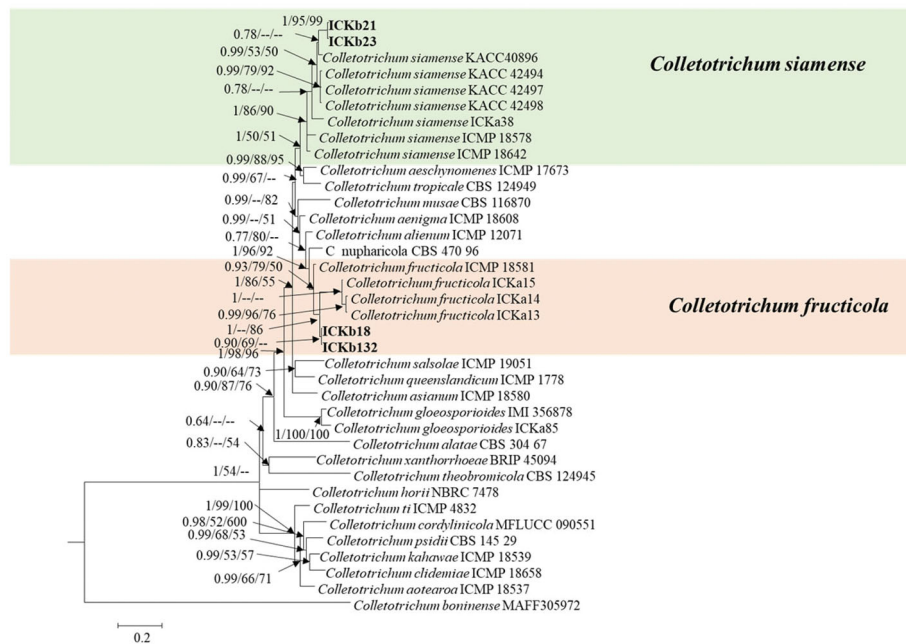 1/95/99
ICKb21
0.78/--/--
ICKb23
0.99/53/50
Colletotrichum siamense KACC40896
0.99/79/92
Colletotrichum siamense KACC 42494
Colletotrichum siamense
0.78/--/--
Colletotrichum siamense KACC 42497
Colletotrichum siamense KACC 42498
1/86/90
Colletotrichum siamense ICKa38
1/50/51
Colletotrichum siamense ICMP 18578
Colletotrichum siamense ICMP 18642
0.99/88/95
Colletotrichum aeschynomenes ICMP 17673
0.99/67/--
Colletotrichum tropicale CBS 124949
0.99/--/82
Colletotrichum musae CBS 116870
0.99/--/51
Colletotrichum aenigma ICMP 18608
0.77/80/--
Colletotrichum alienum ICMP 12071
1/96/92
C nupharicola CBS 470 96
0.93/79/50
Colletotrichum fructicola ICMP 18581
1/86/55
Colletotrichum fructicola ICKa15
1/--/--
Colletotrichum fructicola ICKa14
Colletotrichum fructicola
0.99/96/76
Colletotrichum fructicola ICKa13
1/--/86
ICKb18
0.90/69/--
ICKb132
1/98/96
Colletotrichum salsolae ICMP 19051
0.90/64/73
Colletotrichum queenslandicum ICMP 1778
0.90/87/76
Colletotrichum asianum ICMP 18580
Colletotrichum gloeosporioides IMI 356878
0.64/--/--
Colletotrichum gloeosporioides ICKa85
1/100/100
Colletotrichum alatae CBS 304 67
0.83/--/54
Colletotrichum xanthorrhoeae BRIP 45094
1/54/--
Colletotrichum theobromicola CBS 124945
Colletotrichum horii NBRC 7478
1/99/100
Colletotrichum ti ICMP 4832
0.98/52/600
Colletotrichum cordylinicola MFLUCC 090551
0.99/68/53
Colletotrichum psidii CBS 145 29
0.99/53/57
Colletotrichum kahawae ICMP 18539
Colletotrichum clidemiae ICMP 18658
0.99/66/71
Colletotrichum aotearoa ICMP 18537
Colletotrichum boninense MAFF305972
0.2